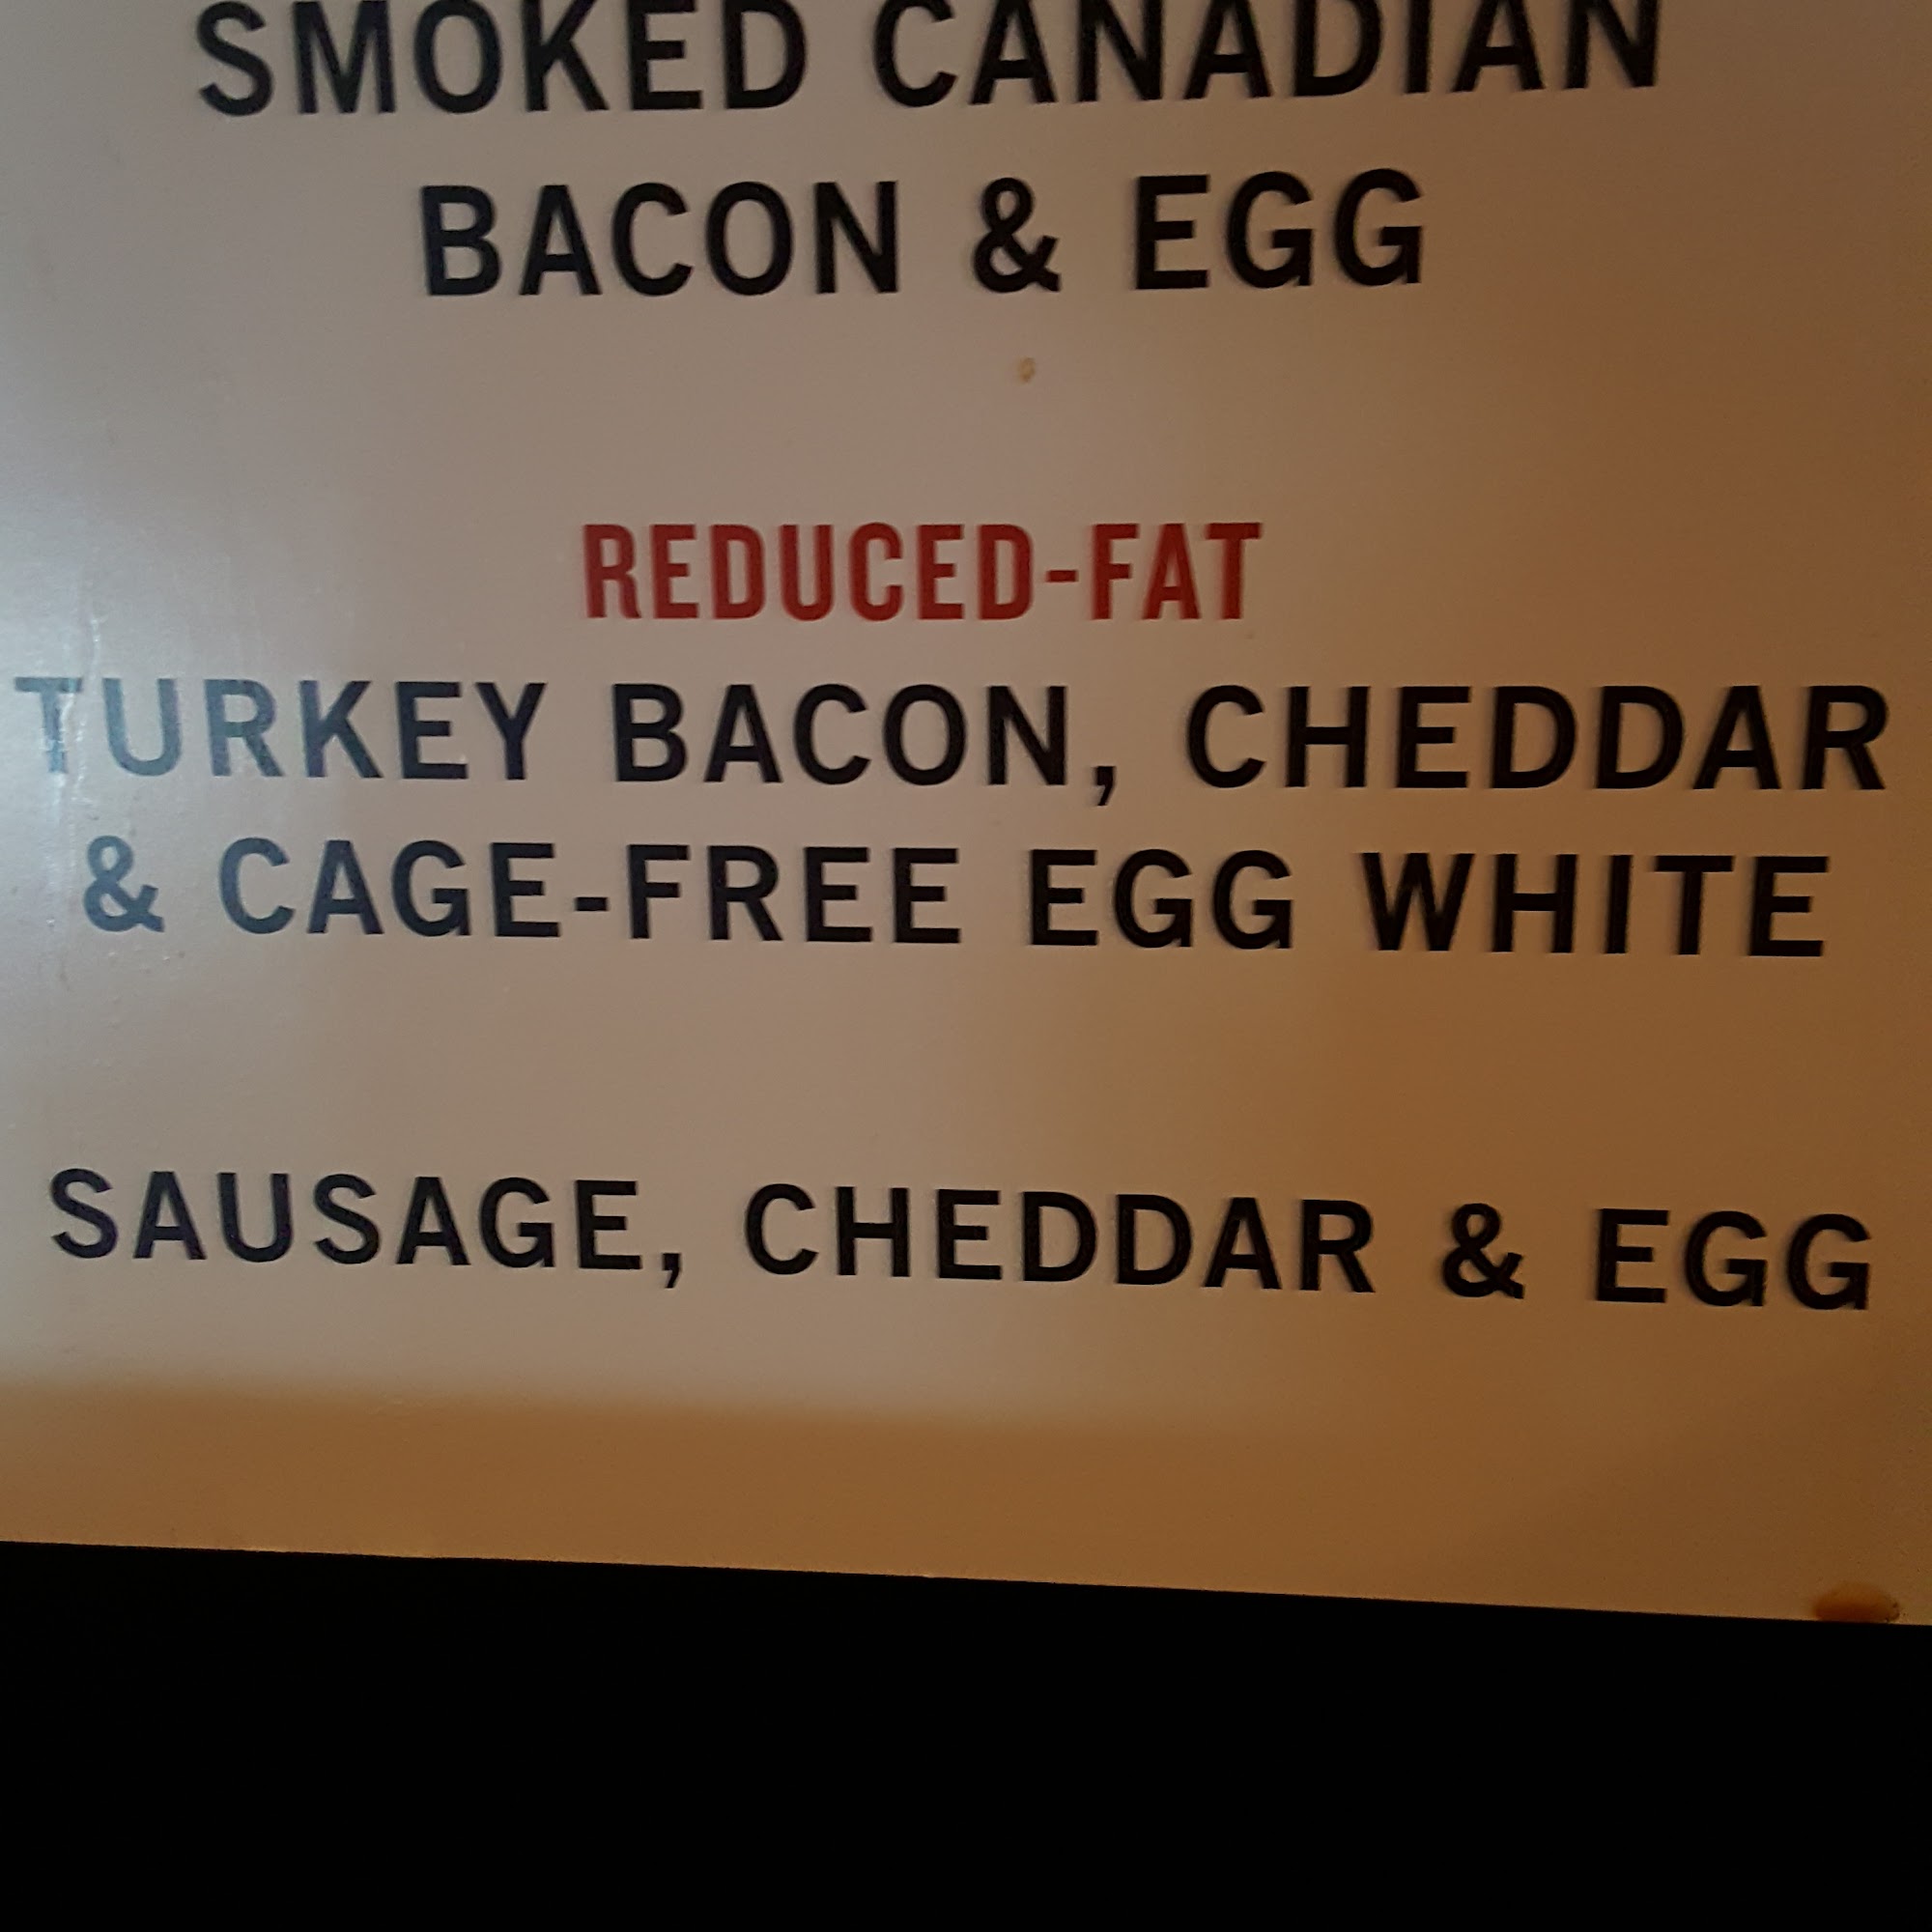 SMOKED CANADIAN
BACON & EGG
REDUCED-FAT
TURKEY BACON, CHEDDAR
& CAGE-FREE EGG WHITE
SAUSAGE, CHEDDAR & EGG